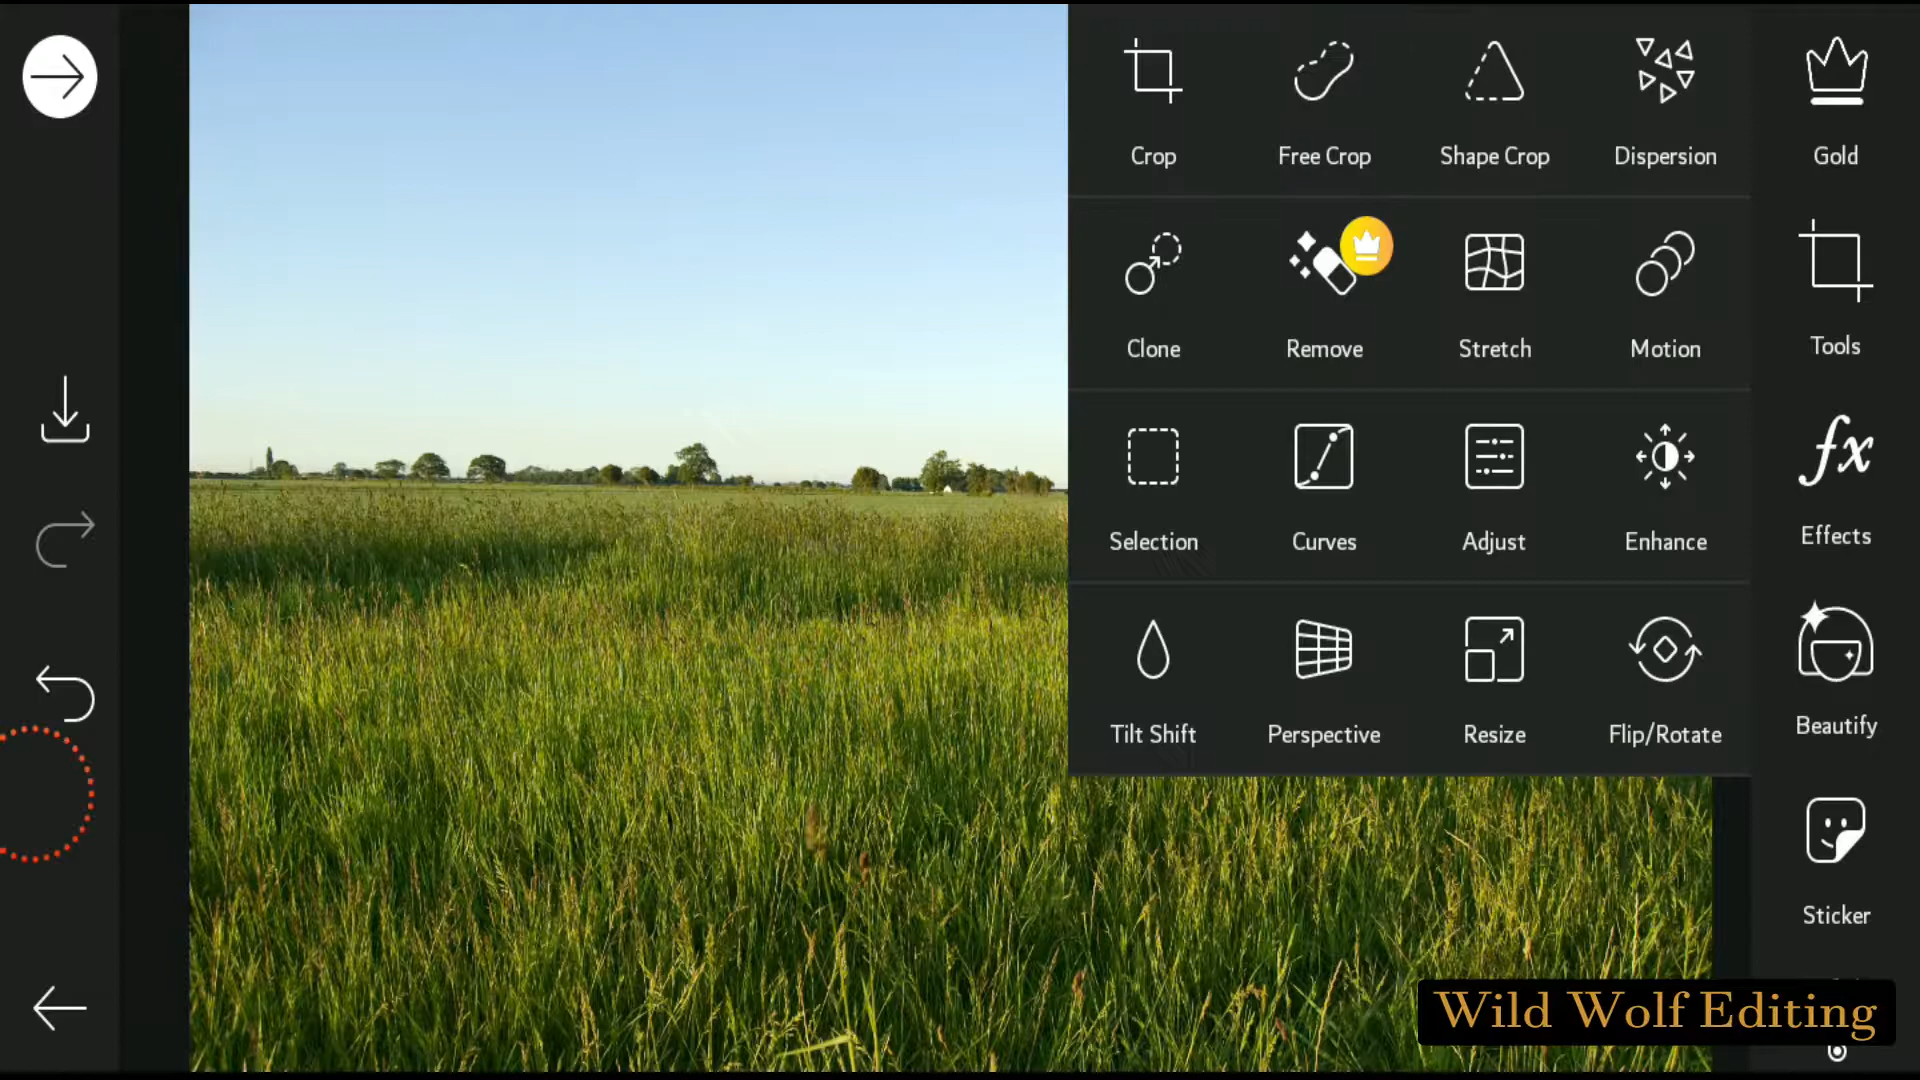 Crop Free Crop Shape Crop Dispersion Gold
Clone Remove Stretch Motion Tools
Selection Curves Adjust Enhance Effects
Tilt Shift Perspective Resize Flip/Rotate Beautify
Sticker
Wild Wolf Editing